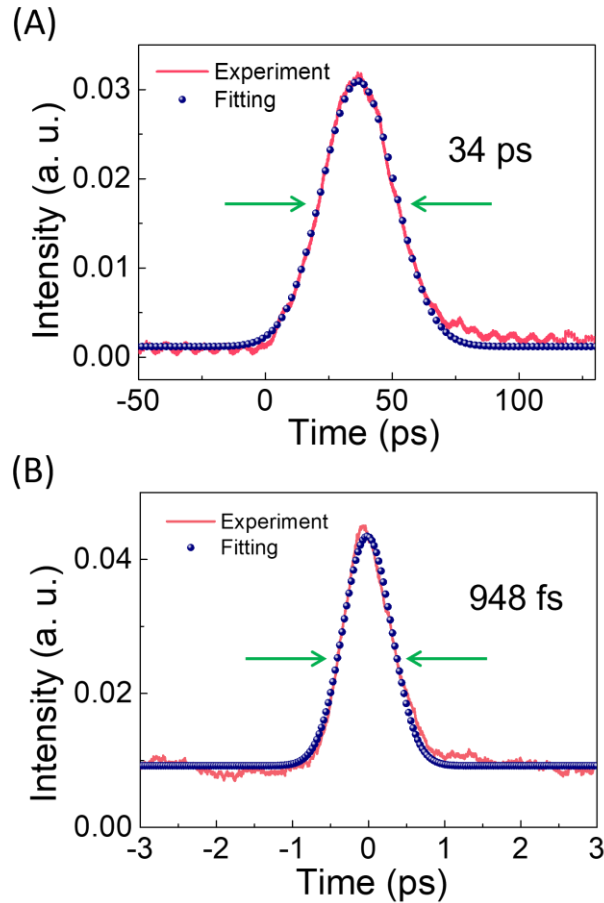 (A)
Experiment
Fitting
34 ps
0.03
0.02
0.01
0.00
Intensity (a. u.)
-50
0
50
100
Time (ps)
(B)
Experiment
Fitting
948 fs
0.04
0.02
0.00
Intensity (a. u.)
-3
-2
-1
0
1
2
3
Time (ps)